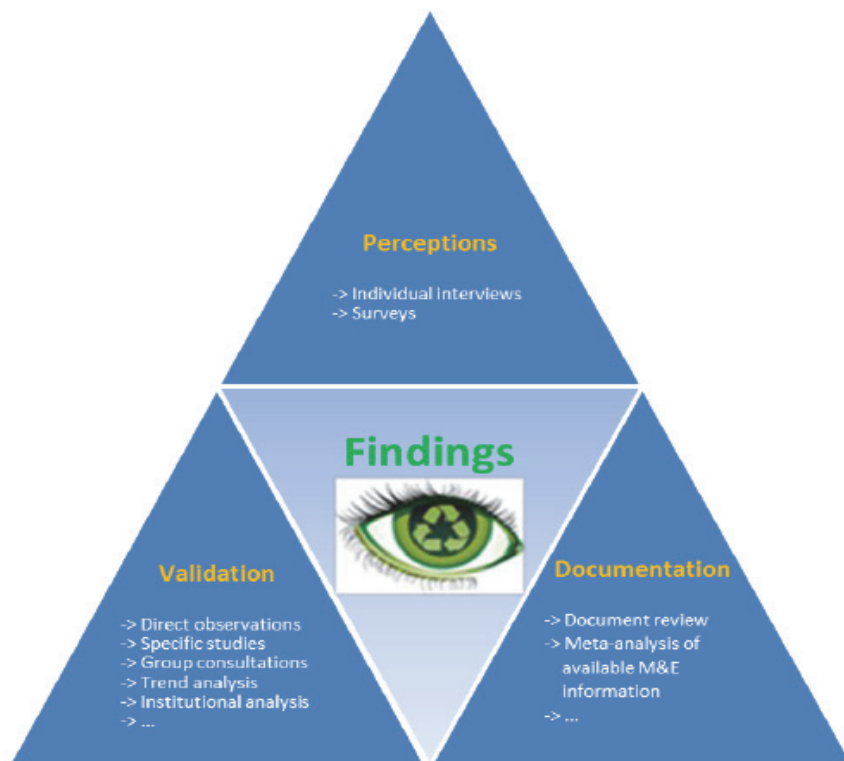 Perceptions
-> Individual interviews
-> Surveys
Findings
Validation
-> Direct observations
-> Specific studies
-> Group consultations
-> Trend analysis
-> Institutional analysis
-> ...
Documentation
-> Document review
-> Meta-analysis of
available M&E
information
-> ...